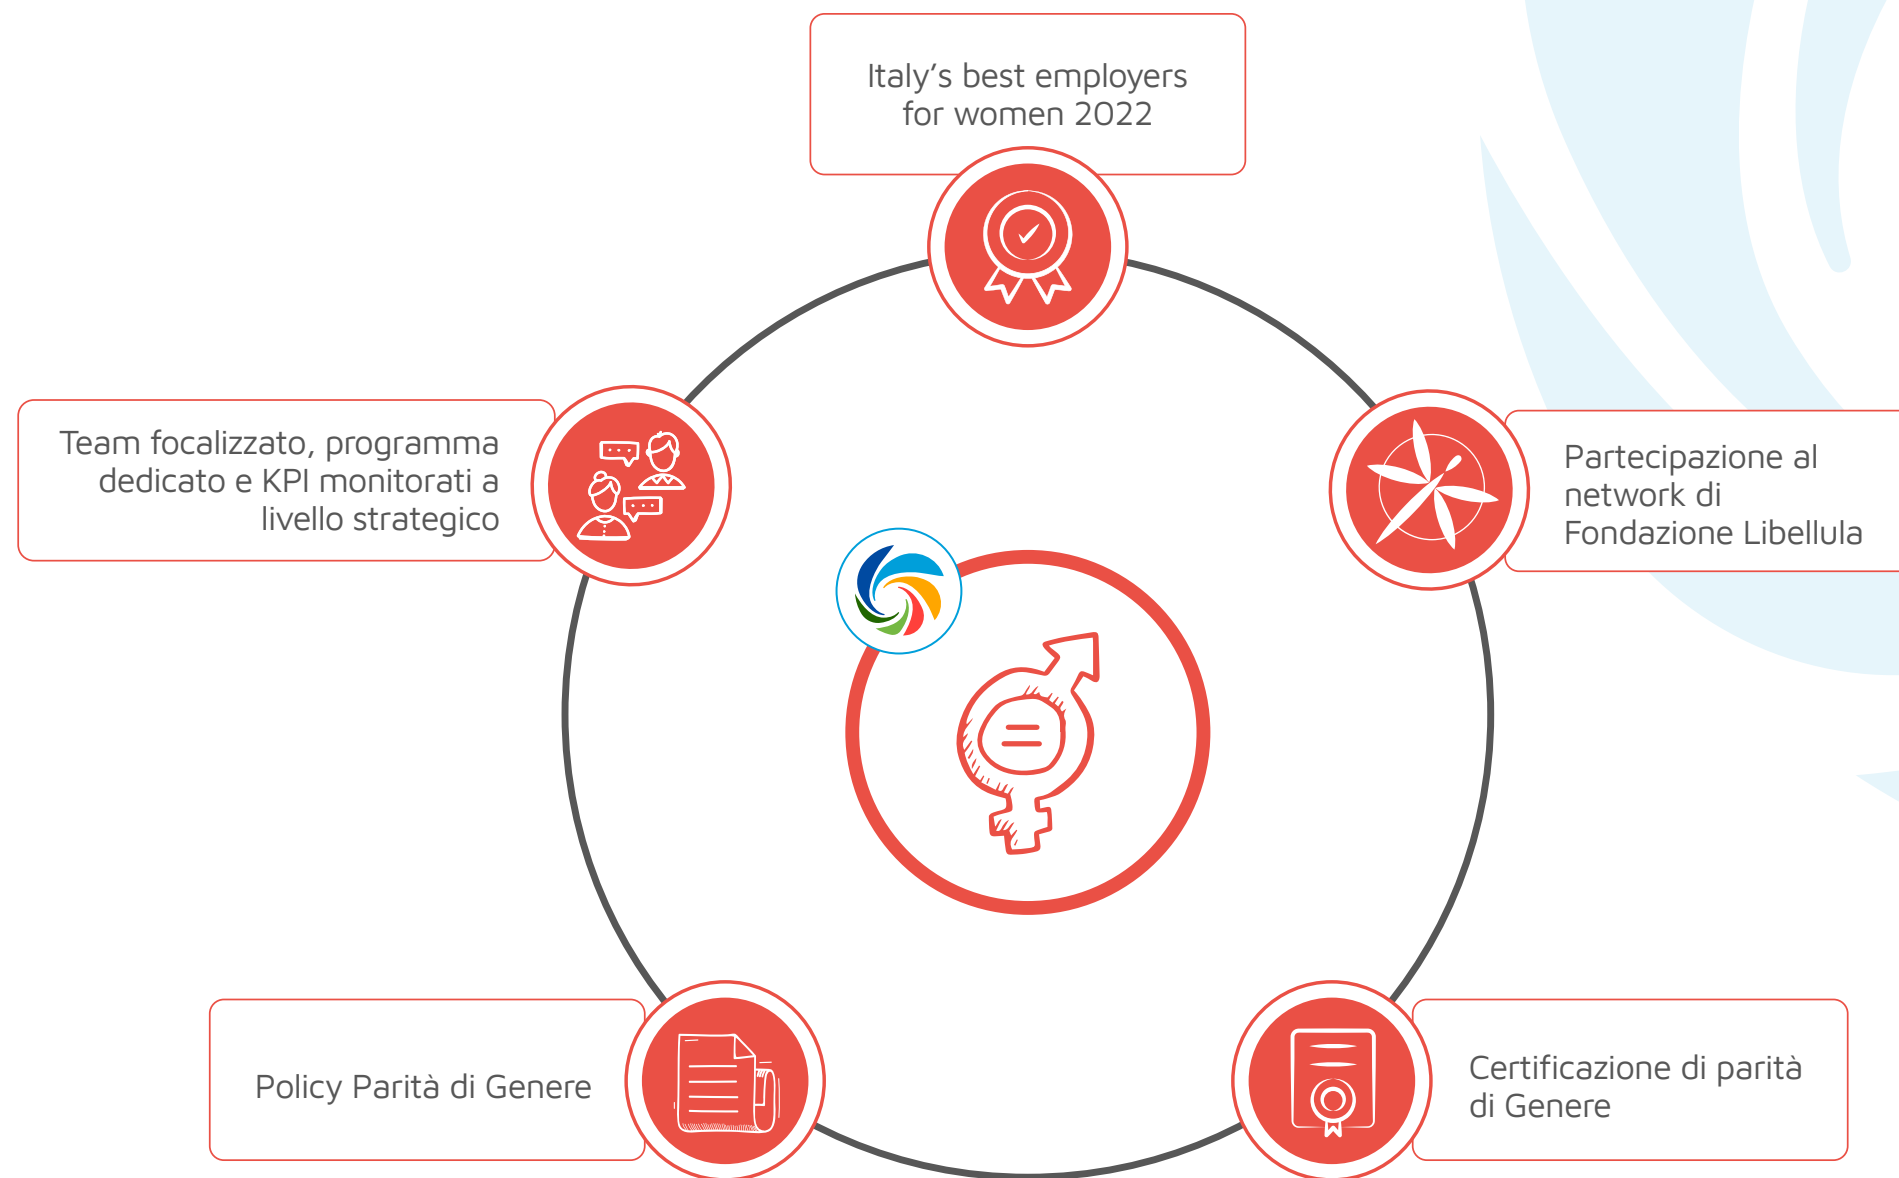 Italy's best employers
for women 2022
Team focalizzato, programma
dedicato e KPI monitorati a
livello strategico
Partecipazione al
network di
Fondazione Libellula
Policy Parità di Genere
Certificazione di parità
di Genere